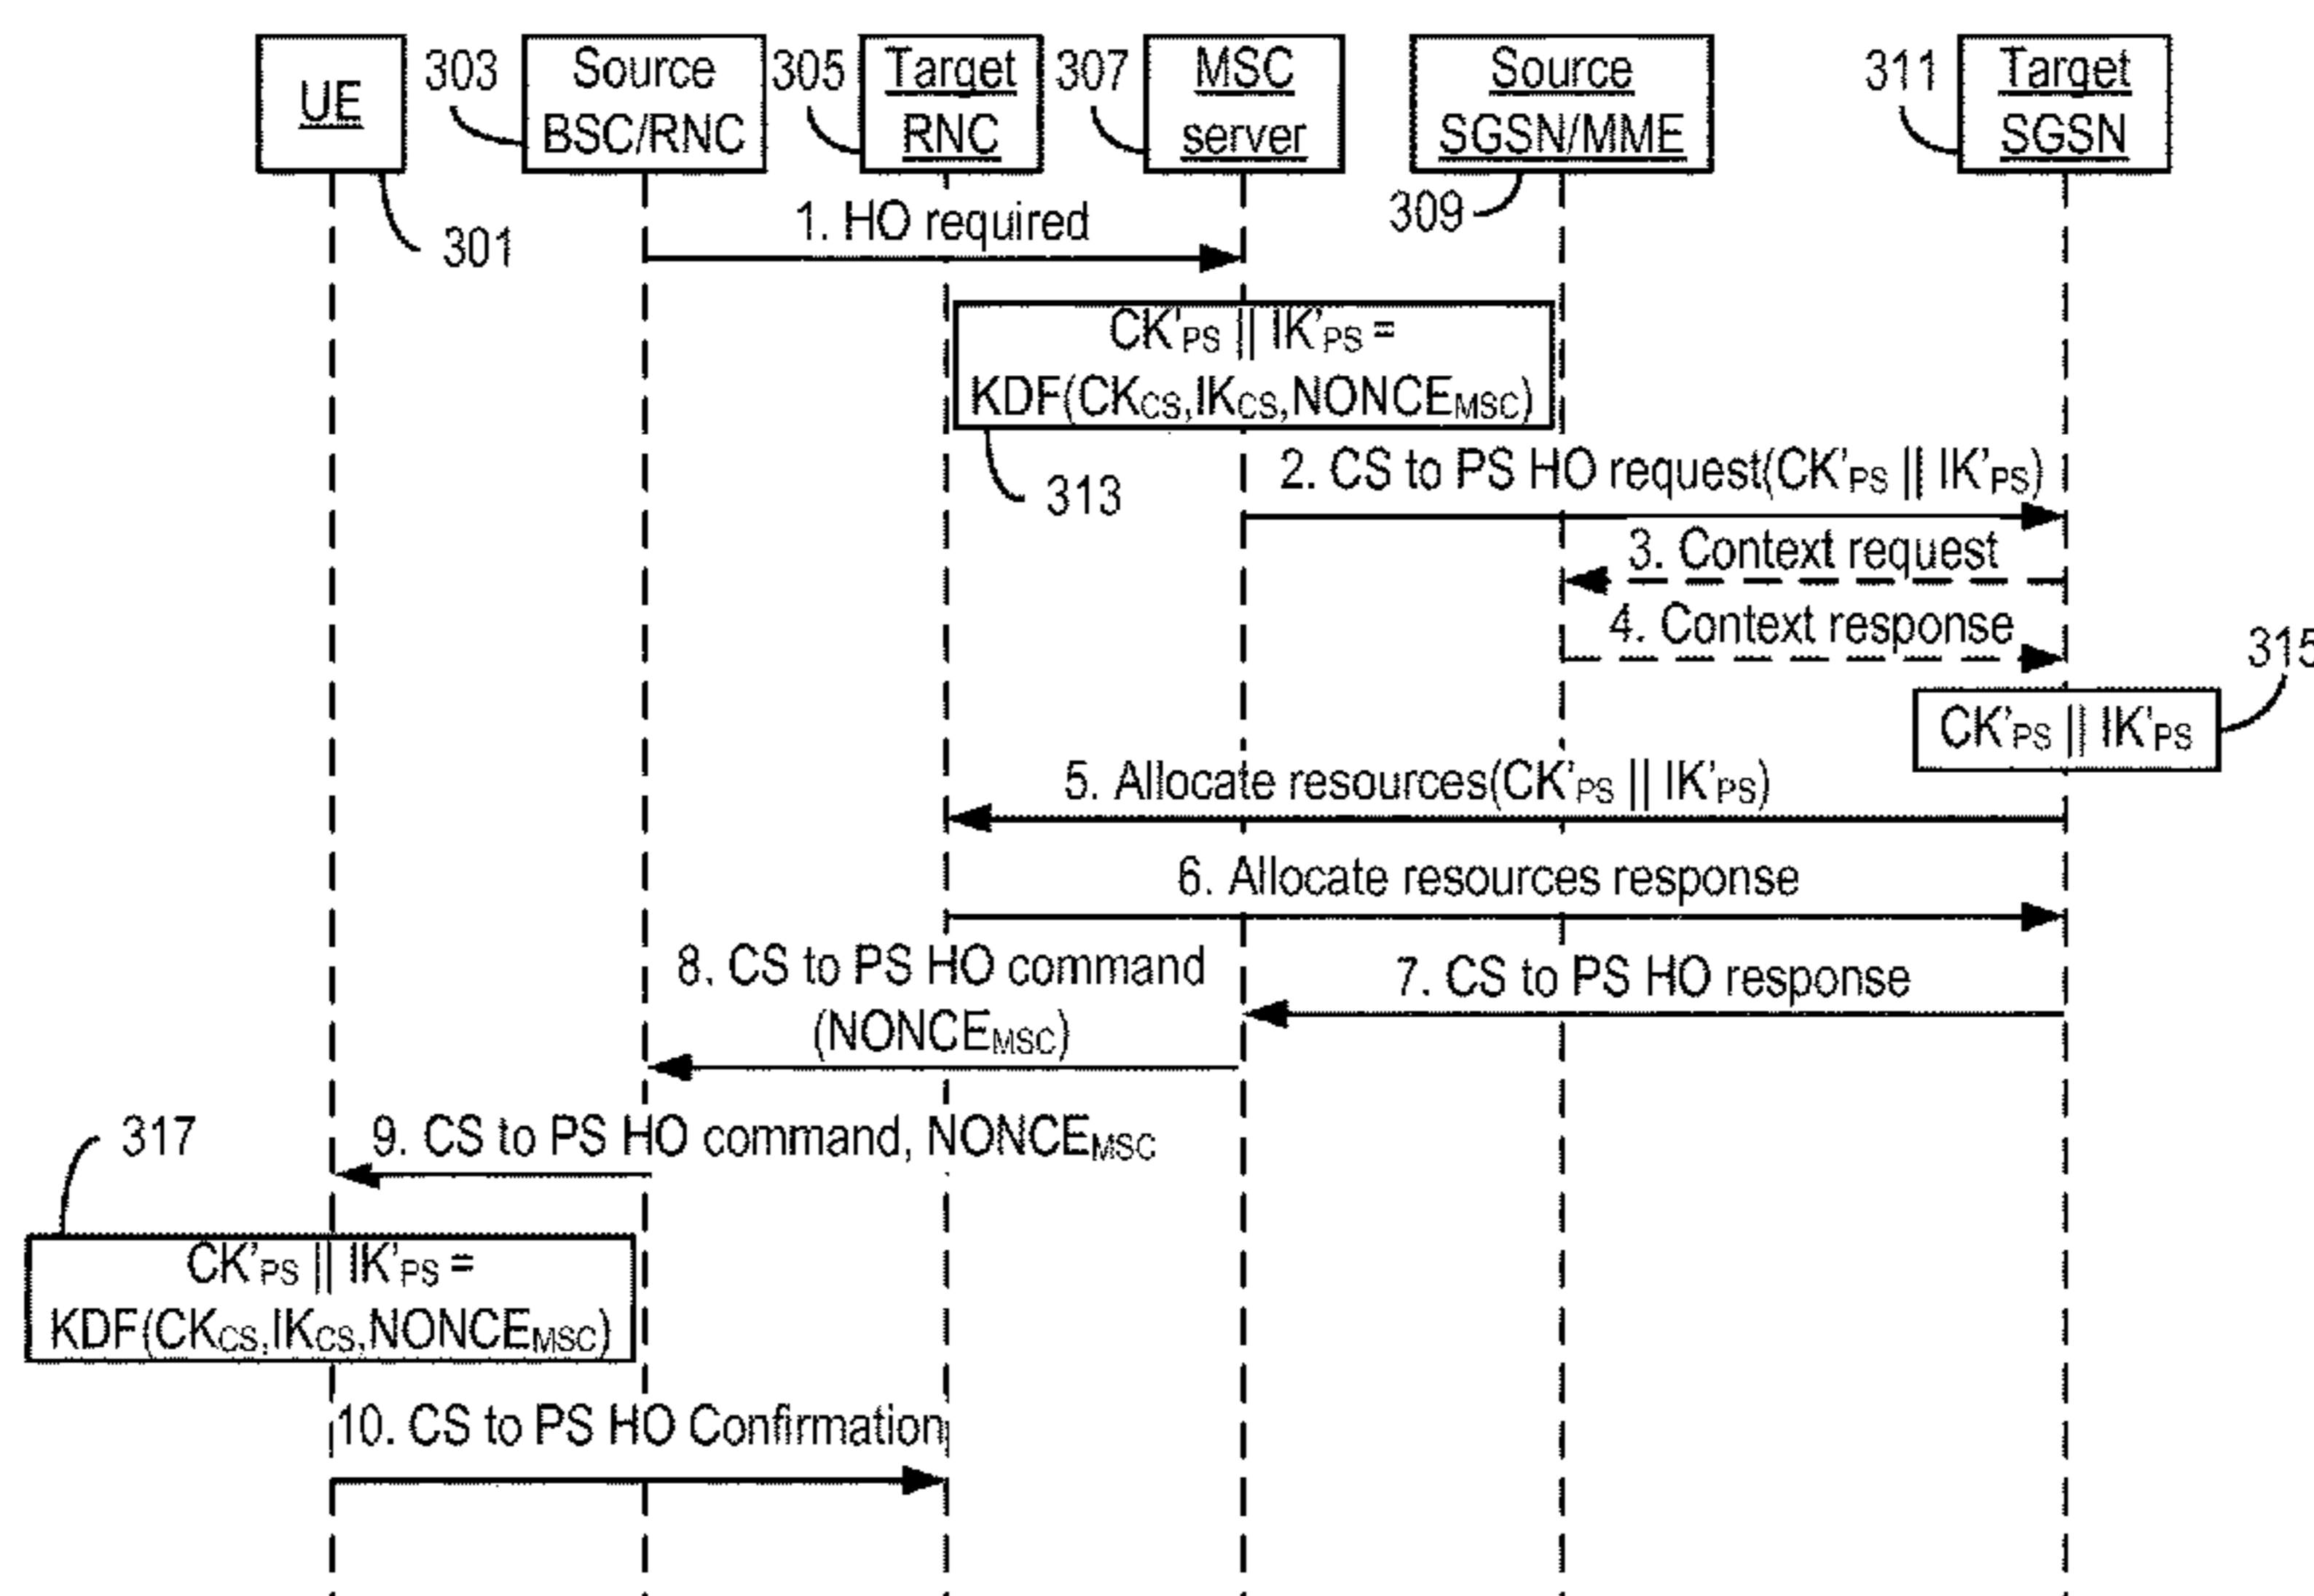 UE
301
303
Source
BSC/RNC
305
Target
RNC
307
MSC
server
Source
SGSN/MME
309
311
Target
SGSN
1. HO required
CK'PS || IK'PS =
KDF(CKCS,IKCS,NONCEMSC)
313
2. CS to PS HO request(CK'PS || IK'PS)
3. Context request
4. Context response
315
CK'PS || IK'PS
5. Allocate resources(CK'PS || IK'PS)
6. Allocate resources response
7. CS to PS HO response
8. CS to PS HO command
(NONCEMSC)
9. CS to PS HO command, NONCEMSC
317
CK'PS || IK'PS =
KDF(CKCS,IKCS,NONCEMSC)
10. CS to PS HO Confirmation